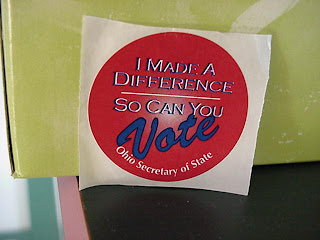 I MADE A
DIFFERENCE
SO CAN YOU
Vote
Ohio Secretary of State